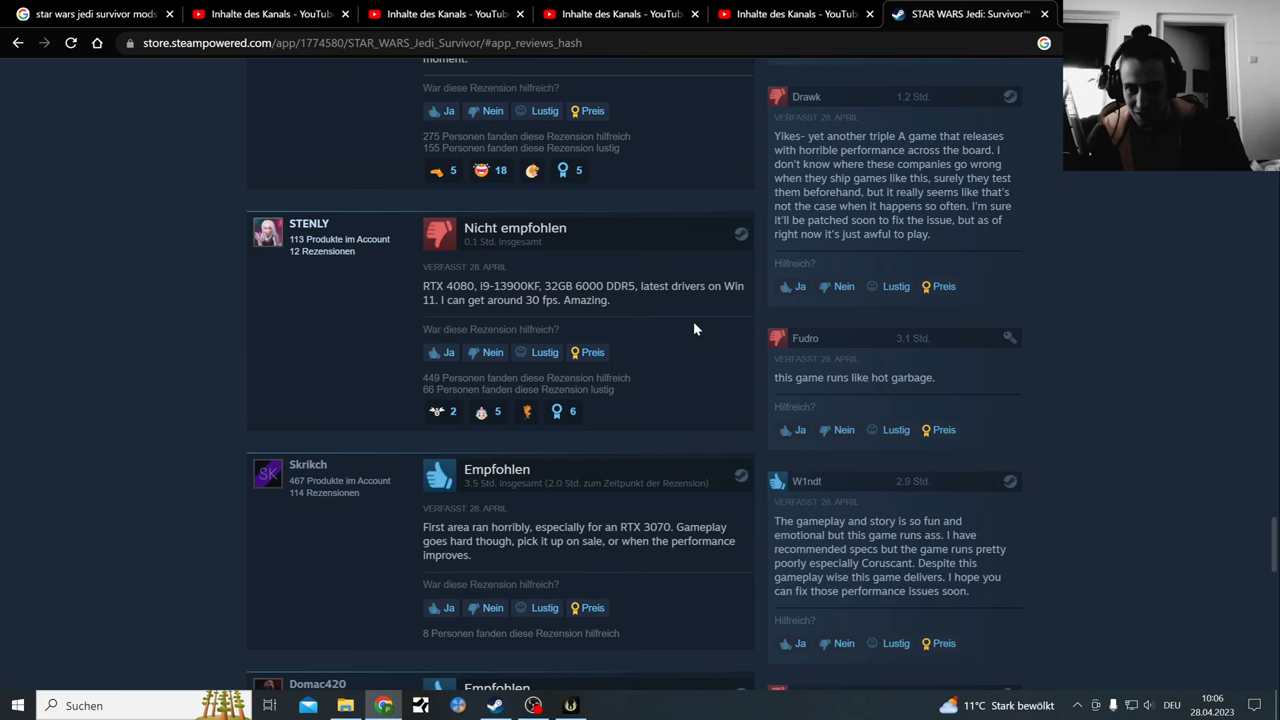 star wars jedi survivor mods
Inhalte des Kanals – YouTub
Inhalte des Kanals – YouTub
Inhalte des Kanals – YouTub
Inhalte des Kanals – YouTub
STAR WARS Jedi: Survivor™
store.steampowered.com/app/1774580/STAR_WARS_Jedi_Survivor/#app_reviews_hash
moment.
War diese Rezension hilfreich?
Ja
Nein
Lustig
Preis
275 Personen fanden diese Rezension hilfreich
155 Personen fanden diese Rezension lustig
5
18
5
STENLY
113 Produkte im Account
12 Rezensionen
Nicht empfohlen
0.1 Std. insgesamt
VERFASST: 28. APRIL
RTX 4080, I9-13900KF, 32GB 6000 DDR5, latest drivers on Win
11. I can get around 30 fps. Amazing.
War diese Rezension hilfreich?
Ja
Nein
Lustig
Preis
449 Personen fanden diese Rezension hilfreich
66 Personen fanden diese Rezension lustig
2
5
6
SK
Skrikch
467 Produkte im Account
114 Rezensionen
Empfohlen
3.5 Std. insgesamt (2.0 Std. zum Zeitpunkt der Rezension)
VERFASST: 28. APRIL
First area ran horribly, especially for an RTX 3070. Gameplay
goes hard though, pick it up on sale, or when the performance
improves.
War diese Rezension hilfreich?
Ja
Nein
Lustig
Preis
8 Personen fanden diese Rezension hilfreich
Domac420
Empfohlen
Drawk
1.2 Std.
VERFASST: 28. APRIL
Yikes- yet another triple A game that releases
with horrible performance across the board. I
don't know where these companies go wrong
when they ship games like this, surely they test
them beforehand, but it really seems like that's
not the case when it happens so often. I'm sure
it'll be patched soon to fix the issue, but as of
right now it's just awful to play.
Hilfreich?
Ja
Nein
Lustig
Preis
Fudro
3.1 Std.
VERFASST: 28. APRIL
this game runs like hot garbage.
Hilfreich?
Ja
Nein
Lustig
Preis
W1ndt
2.9 Std.
VERFASST: 28. APRIL
The gameplay and story is so fun and
emotional but this game runs ass. I have
recommended specs but the game runs pretty
poorly especially Coruscant. Despite this
gameplay wise this game delivers. I hope you
can fix those performance issues soon.
Hilfreich?
Ja
Nein
Lustig
Preis
Suchen
11°C Stark bewölkt
DEU
10:06
28.04.2023